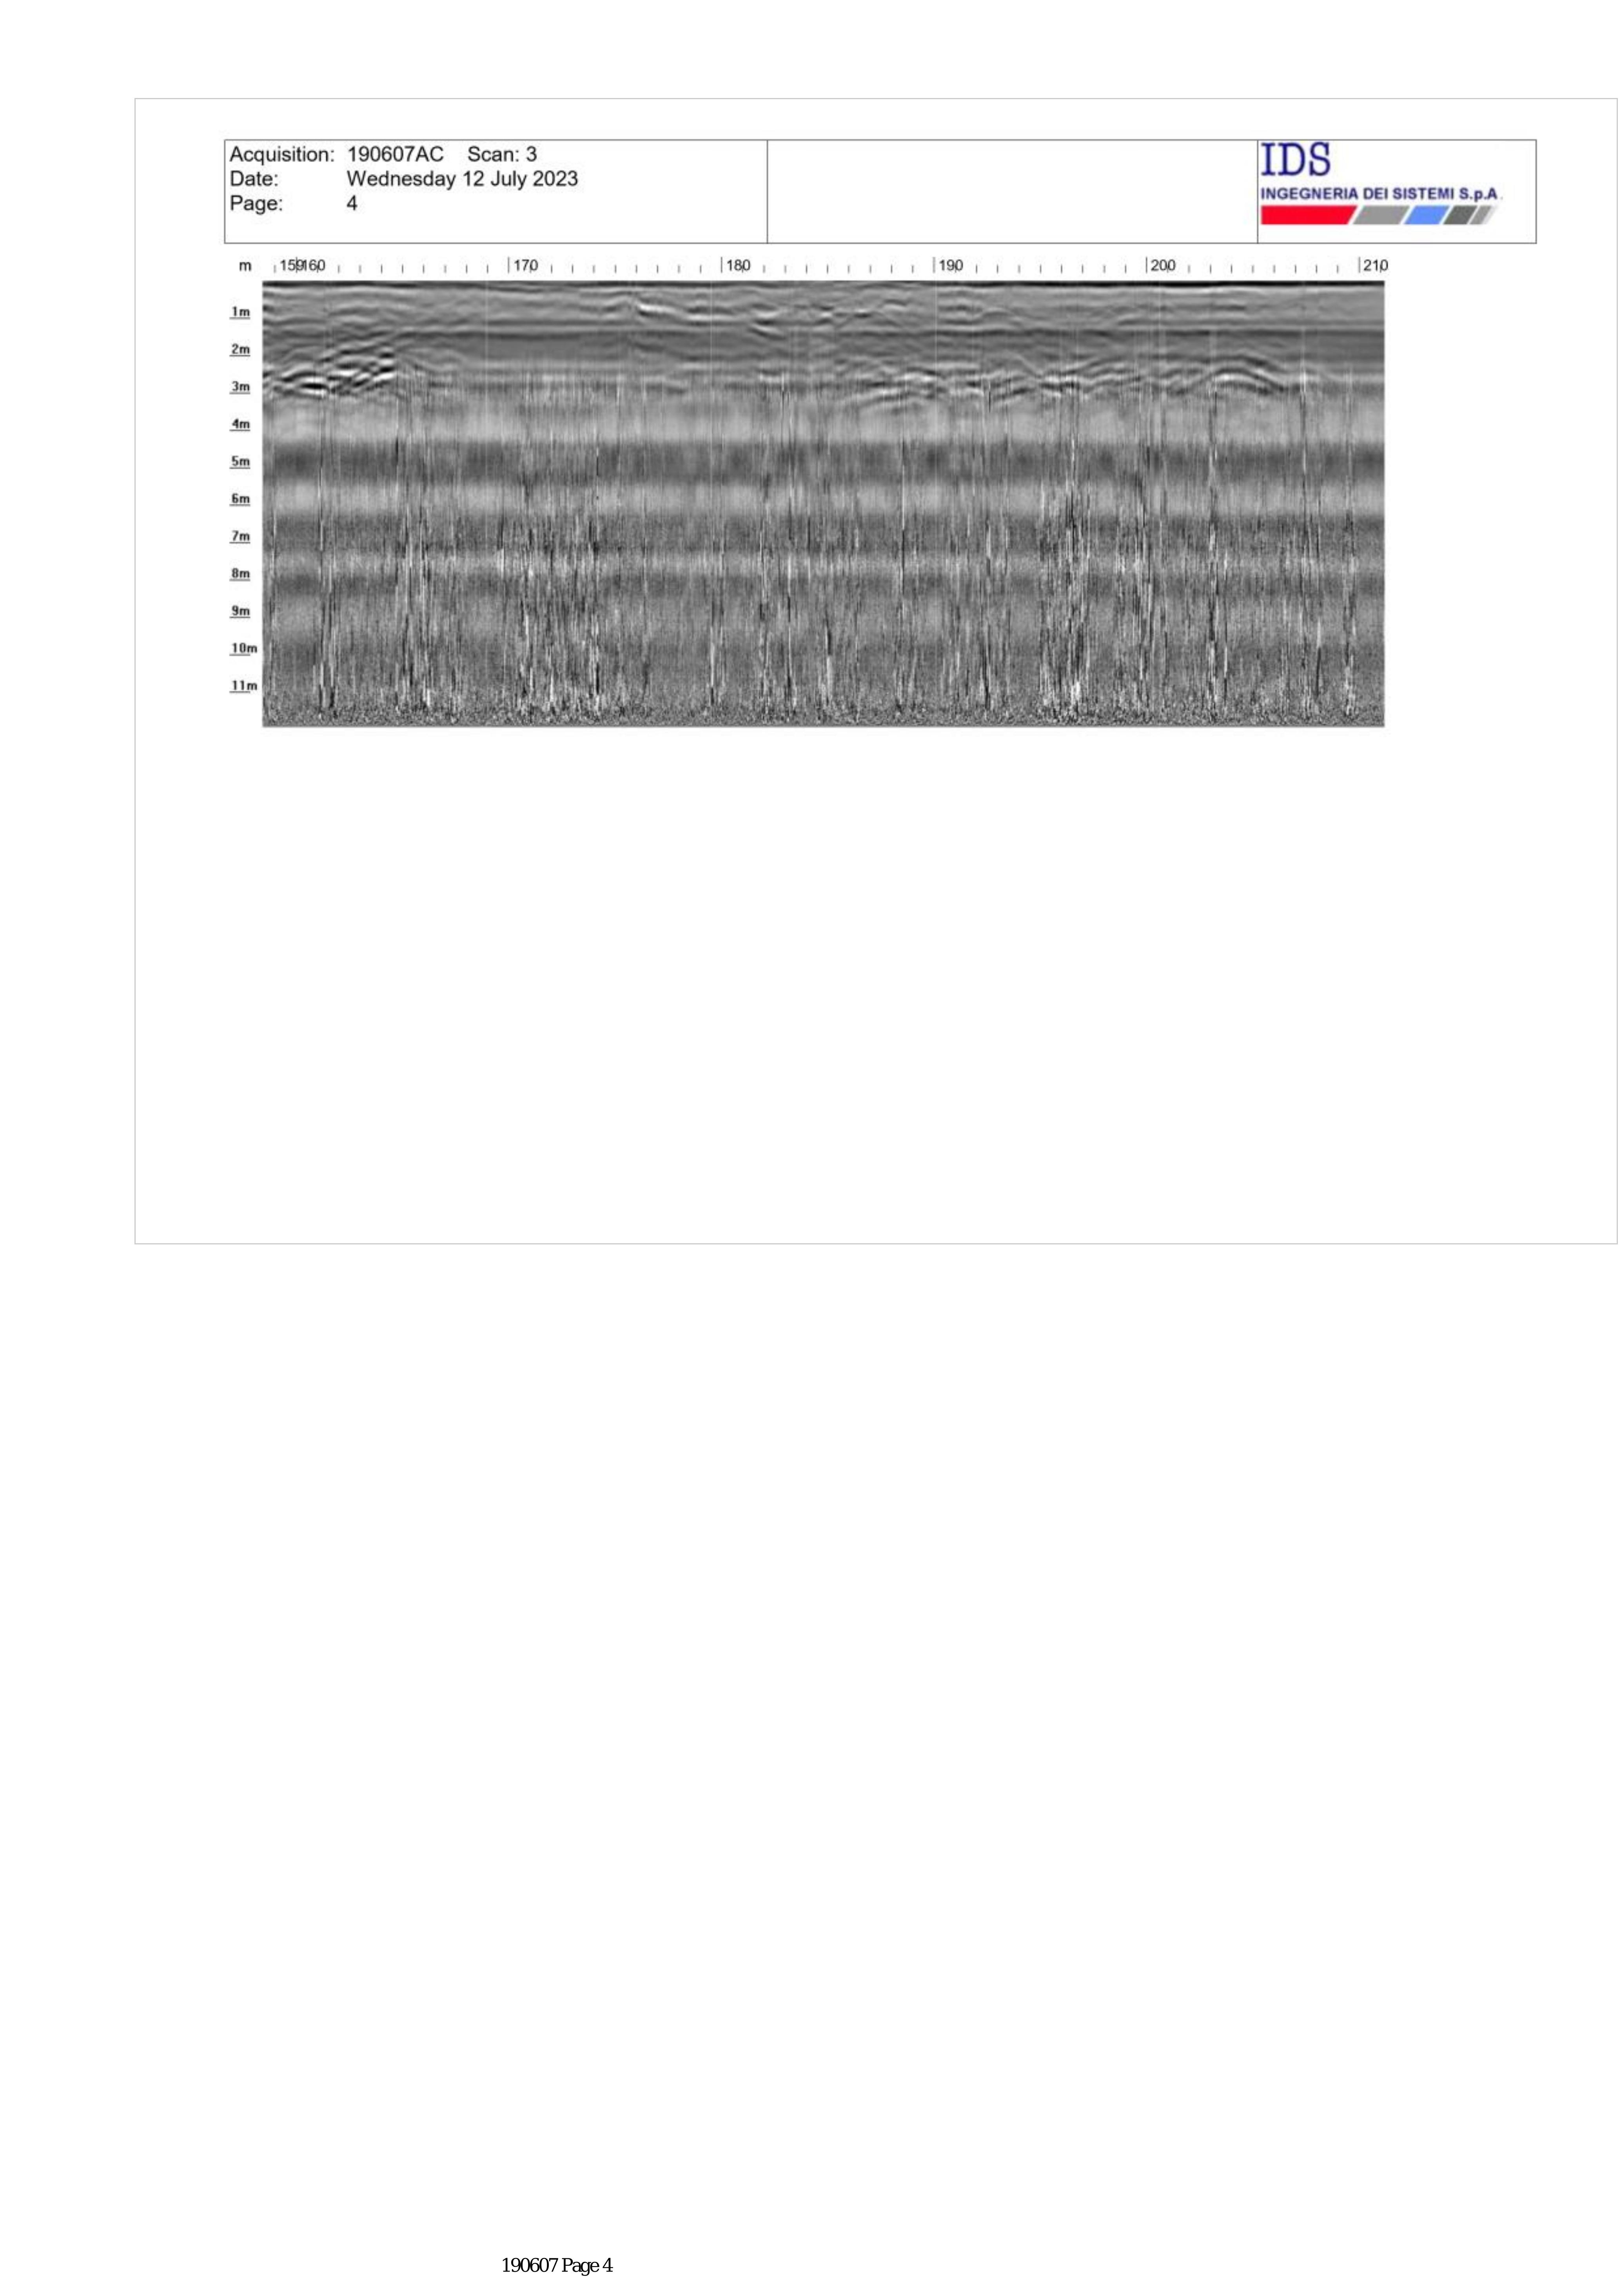 Acquisition: 190607AC Scan: 3
Date: Wednesday 12 July 2023
Page: 4
IDS
INGEGNERIA DEI SISTEMI S.p.A.
m 159 160 170 180 190 200 210
1m
2m
3m
4m
5m
6m
7m
8m
9m
10m
11m
190607 Page 4